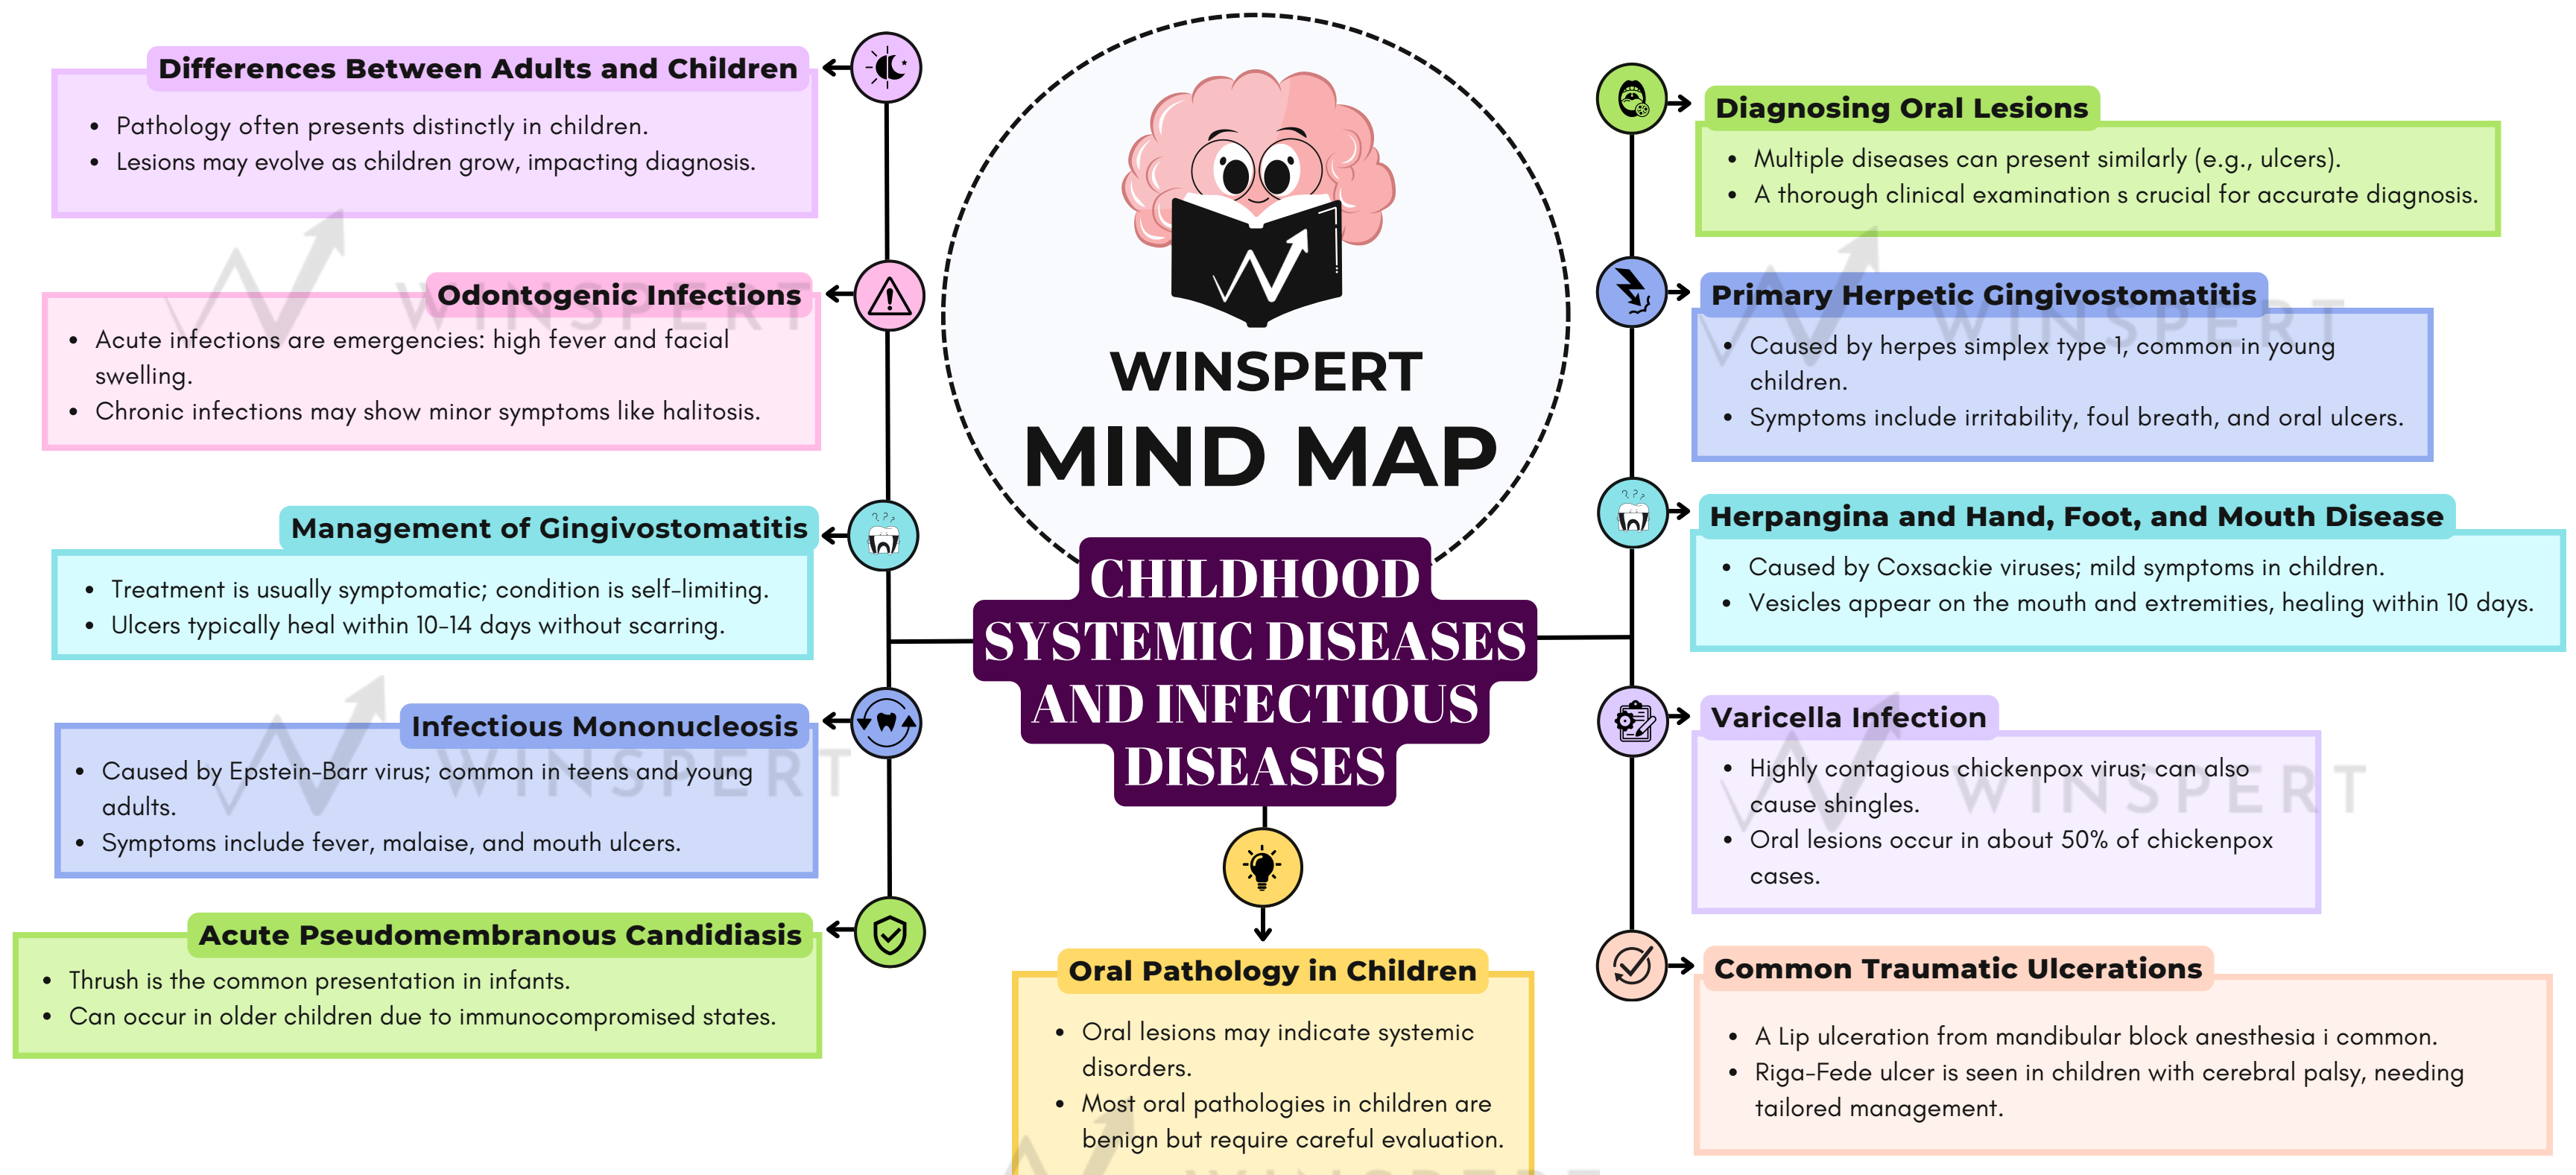 WINSPERT
MIND MAP
CHILDHOOD
SYSTEMIC DISEASES
AND INFECTIOUS
DISEASES
Differences Between Adults and Children
• Pathology often presents distinctly in children.
• Lesions may evolve as children grow, impacting diagnosis.
Odontogenic Infections
• Acute infections are emergencies: high fever and facial
swelling.
• Chronic infections may show minor symptoms like halitosis.
Management of Gingivostomatitis
• Treatment is usually symptomatic; condition is self-limiting.
• Ulcers typically heal within 10-14 days without scarring.
Infectious Mononucleosis
• Caused by Epstein-Barr virus; common in teens and young
adults.
• Symptoms include fever, malaise, and mouth ulcers.
Acute Pseudomembranous Candidiasis
• Thrush is the common presentation in infants.
• Can occur in older children due to immunocompromised states.
Oral Pathology in Children
• Oral lesions may indicate systemic
disorders.
• Most oral pathologies in children are
benign but require careful evaluation.
Diagnosing Oral Lesions
• Multiple diseases can present similarly (e.g., ulcers).
• A thorough clinical examination s crucial for accurate diagnosis.
Primary Herpetic Gingivostomatitis
• Caused by herpes simplex type 1, common in young
children.
• Symptoms include irritability, foul breath, and oral ulcers.
Herpangina and Hand, Foot, and Mouth Disease
• Caused by Coxsackie viruses; mild symptoms in children.
• Vesicles appear on the mouth and extremities, healing within 10 days.
Varicella Infection
• Highly contagious chickenpox virus; can also
cause shingles.
• Oral lesions occur in about 50% of chickenpox
cases.
Common Traumatic Ulcerations
• A Lip ulceration from mandibular block anesthesia i common.
• Riga-Fede ulcer is seen in children with cerebral palsy, needing
tailored management.
WINSPERT
WINSPERT
WINSPERT
WINSPERT
WINSPERT